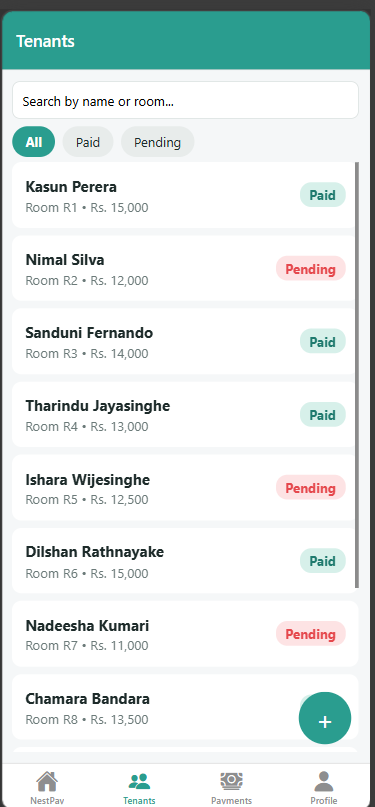 Tenants
Search by name or room...
All Paid Pending
Kasun Perera
Room R1 • Rs. 15,000
Paid
Nimal Silva
Room R2 • Rs. 12,000
Pending
Sanduni Fernando
Room R3 • Rs. 14,000
Paid
Tharindu Jayasinghe
Room R4 • Rs. 13,000
Paid
Ishara Wijesinghe
Room R5 • Rs. 12,500
Pending
Dilshan Rathnayake
Room R6 • Rs. 15,000
Paid
Nadeesha Kumari
Room R7 • Rs. 11,000
Pending
Chamara Bandara
Room R8 • Rs. 13,500
+
NestPay Tenants Payments Profile